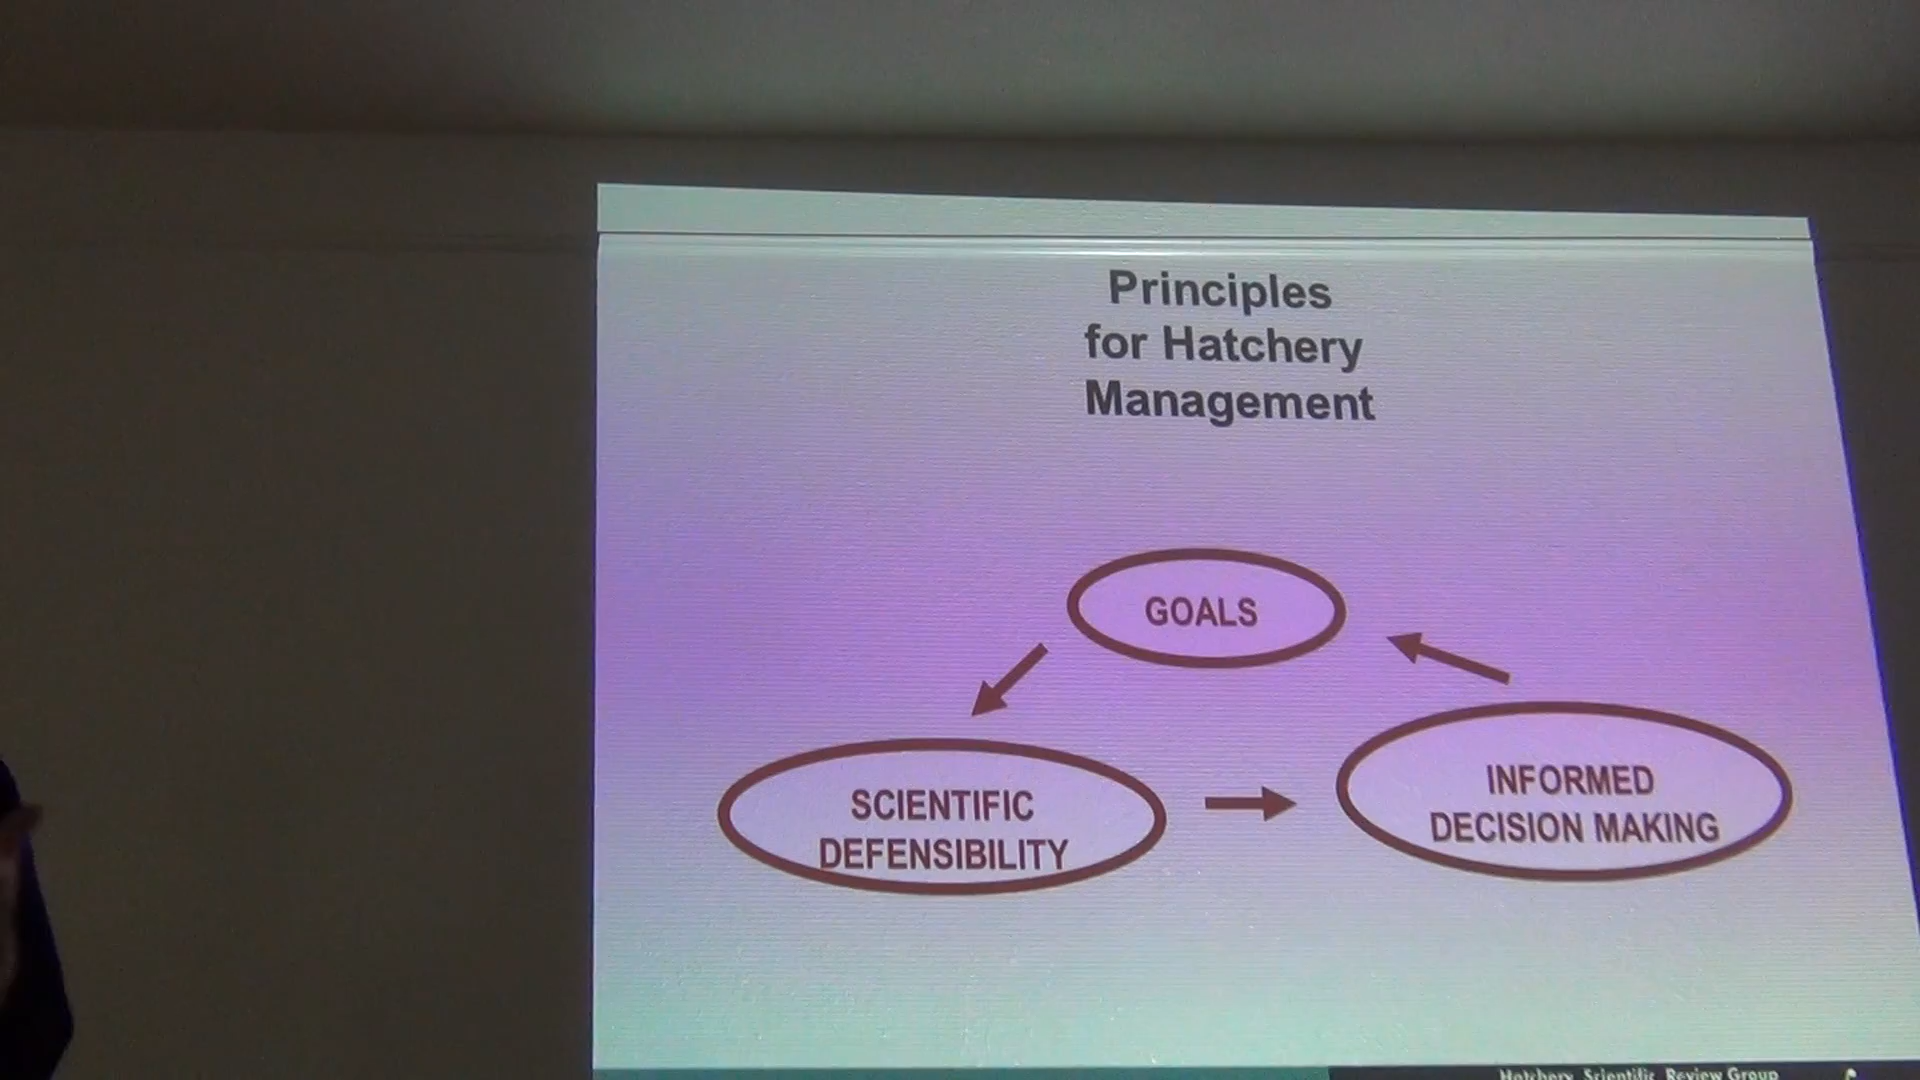 Principles
for Hatchery
Management
GOALS
SCIENTIFIC
DEFENSIBILITY
INFORMED
DECISION MAKING
Hatchery Scientific Review Group